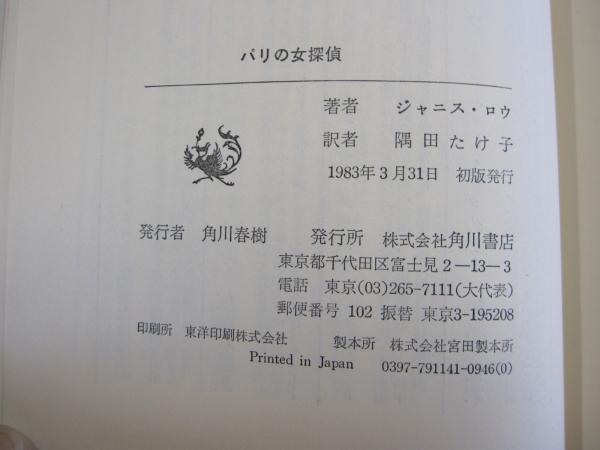 パリの女探偵
著者 ジャニス・ロウ
訳者 隅田たけ子
1983年3月31日 初版発行
発行者 角川春樹 発行所 株式会社角川書店
東京都千代田区富士見2―13―3
電話 東京(03)265-7111(大代表)
郵便番号 102 振替 東京3-195208
印刷所 東洋印刷株式会社 製本所 株式会社宮田製本所
Printed in Japan 0397-791141-0946(0)